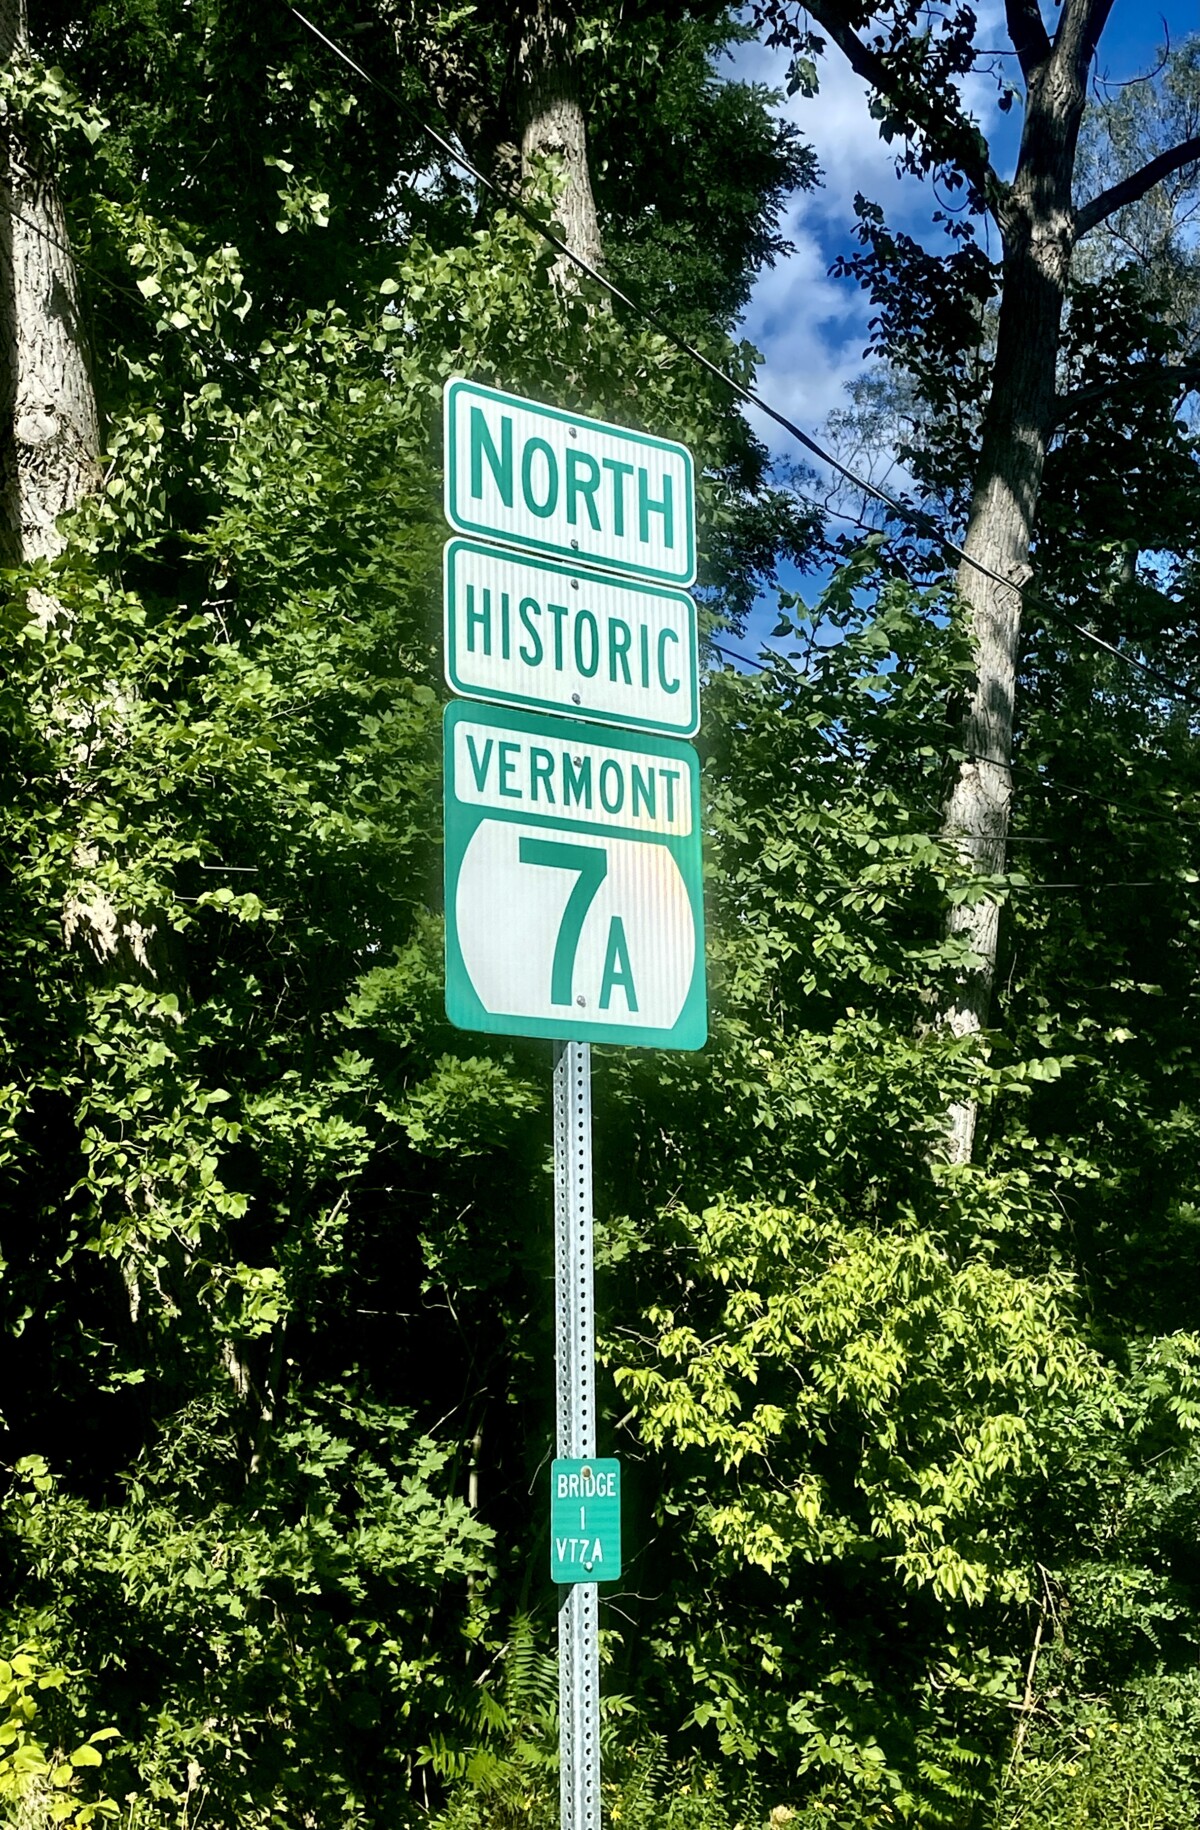 NORTH
HISTORIC
VERMONT
7A
BRIDGE
1
VT7A